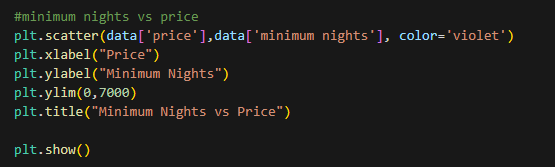 #minimum nights vs price
plt.scatter(data['price'],data['minimum nights'], color='violet')
plt.xlabel("Price")
plt.ylabel("Minimum Nights")
plt.ylim(0,7000)
plt.title("Minimum Nights vs Price")
plt.show()